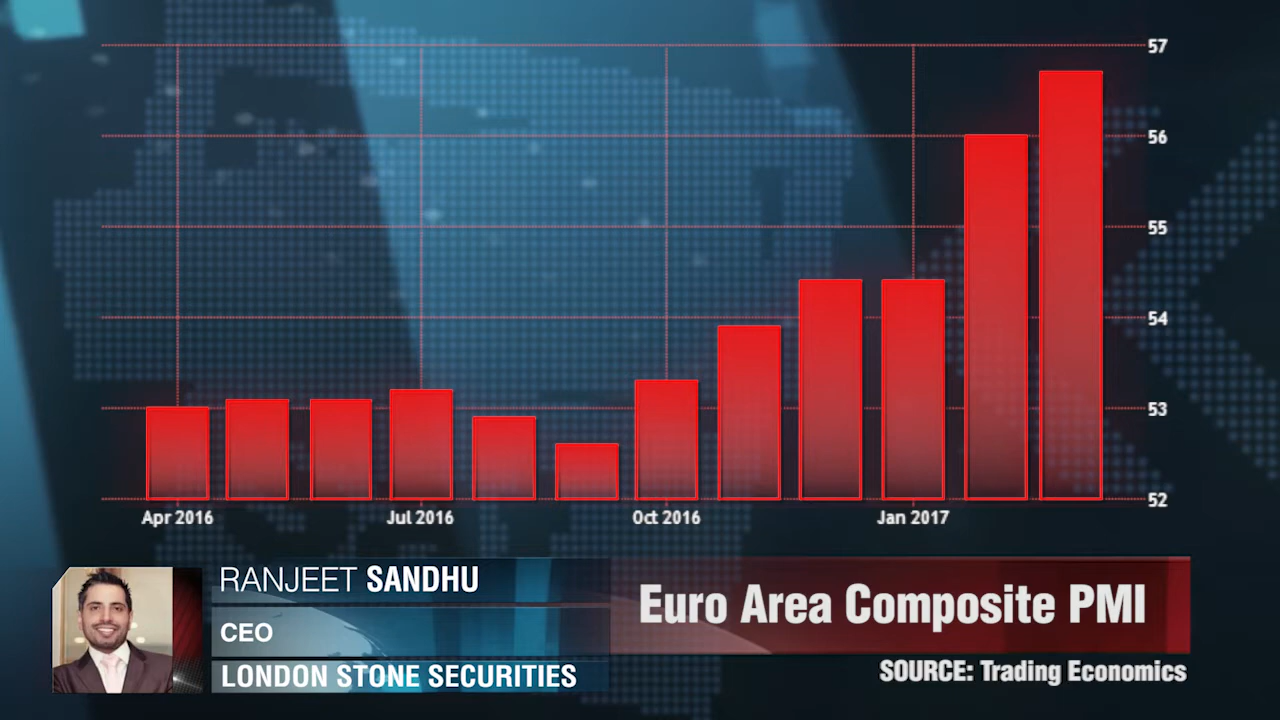 57
56
55
54
53
52
Apr 2016 Jul 2016 Oct 2016 Jan 2017
RANJEET SANDHU
CEO
LONDON STONE SECURITIES
Euro Area Composite PMI
SOURCE: Trading Economics